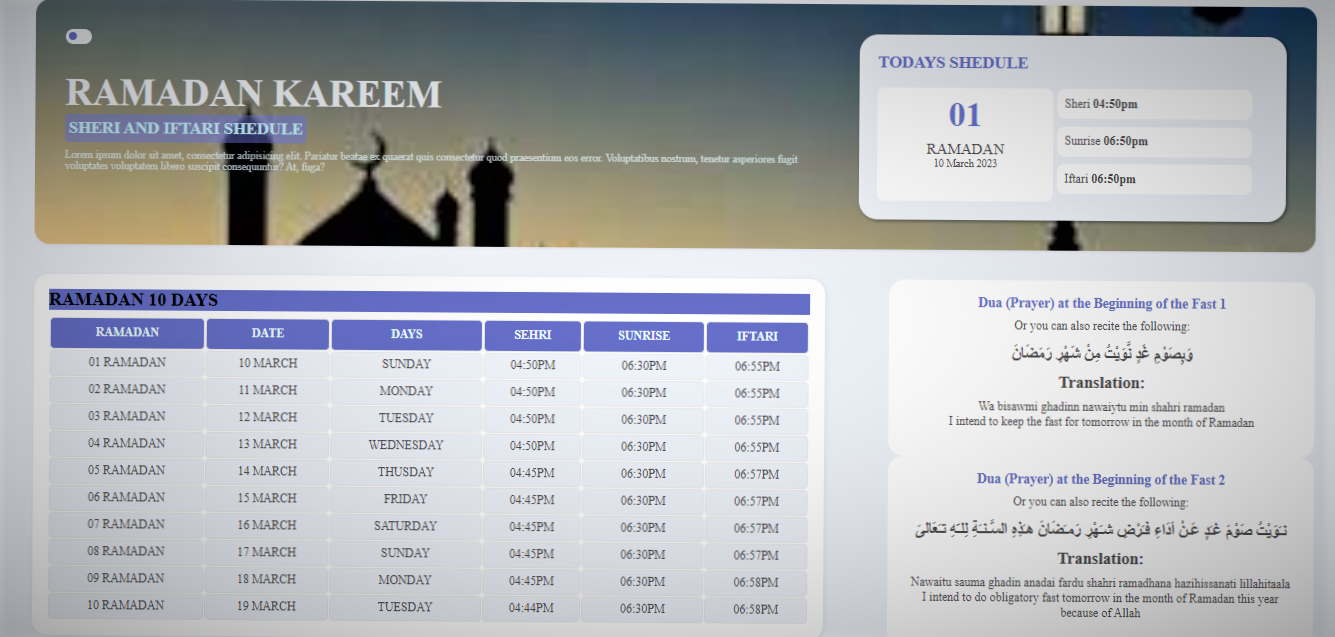 RAMADAN KAREEM
SHERI AND IFTARI SHEDULE
Lorem ipsum dolor sit amet, consectetur adipisicing elit. Pariatur beatae ex quaerat quis consectetur quod praesentium eos error. Voluptatibus nostrum, tenetur asperiores fugit
voluptates voluptatem libero suscipit consequuntur? At, fuga?
TODAYS SHEDULE
01
RAMADAN
10 March 2023
Sheri 04:50pm
Sunrise 06:50pm
Iftari 06:50pm
RAMADAN 10 DAYS
RAMADAN DATE DAYS SEHRI SUNRISE IFTARI
01 RAMADAN 10 MARCH SUNDAY 04:50PM 06:30PM 06:55PM
02 RAMADAN 11 MARCH MONDAY 04:50PM 06:30PM 06:55PM
03 RAMADAN 12 MARCH TUESDAY 04:50PM 06:30PM 06:55PM
04 RAMADAN 13 MARCH WEDNESDAY 04:50PM 06:30PM 06:55PM
05 RAMADAN 14 MARCH THUSDAY 04:45PM 06:30PM 06:57PM
06 RAMADAN 15 MARCH FRIDAY 04:45PM 06:30PM 06:57PM
07 RAMADAN 16 MARCH SATURDAY 04:45PM 06:30PM 06:57PM
08 RAMADAN 17 MARCH SUNDAY 04:45PM 06:30PM 06:57PM
09 RAMADAN 18 MARCH MONDAY 04:45PM 06:30PM 06:58PM
10 RAMADAN 19 MARCH TUESDAY 04:44PM 06:30PM 06:58PM
Dua (Prayer) at the Beginning of the Fast 1
Or you can also recite the following:
وَبِصَوْمِ غَدٍ نَّوَيْتُ مِنْ شَهْرِ رَمَضَانَ
Translation:
Wa bisawmi ghadinn nawaiytu min shahri ramadan
I intend to keep the fast for tomorrow in the month of Ramadan
Dua (Prayer) at the Beginning of the Fast 2
Or you can also recite the following:
نَوَيْتُ صَوْمَ غَدٍ عَنْ اَدَاءِ فَرْضِ شَهْرِ رَمَضَانَ هذِهِ السَّنَةِ لِلهِ تَعَالَىَ
Translation:
Nawaitu sauma ghadin anadai fardu shahri ramadhana hazihissanati lillahitaala
I intend to do obligatory fast tomorrow in the month of Ramadan this year
because of Allah